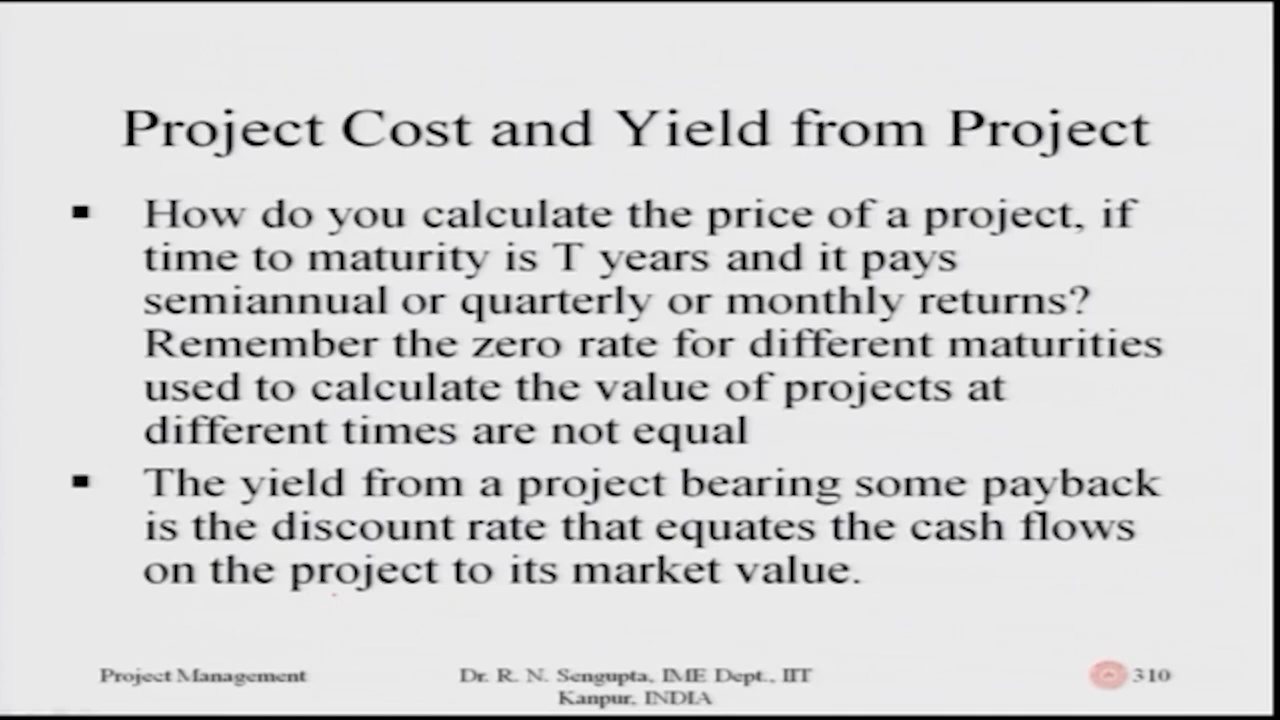 Project Cost and Yield from Project
▪ How do you calculate the price of a project, if
time to maturity is T years and it pays
semiannual or quarterly or monthly returns?
Remember the zero rate for different maturities
used to calculate the value of projects at
different times are not equal
▪ The yield from a project bearing some payback
is the discount rate that equates the cash flows
on the project to its market value.
Project Management
Dr. R. N. Sengupta, IME Dept., IIT
Kanpur, INDIA
310